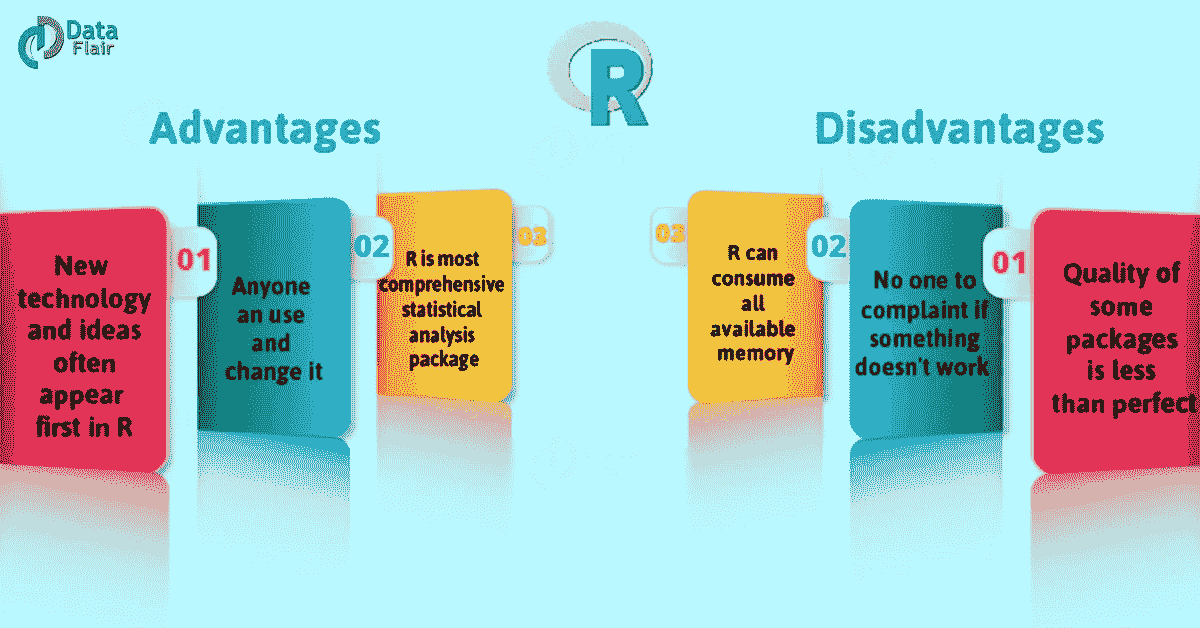 Data
Flair
R
Advantages
Disadvantages
New
technology
and ideas
often
appear
first in R
01
Anyone
an use
and
change it
02
R is most
comprehensive
statistical
analysis
package
03
03
R can
consume
all
available
memory
02
No one to
complaint if
something
doesn't work
01
Quality of
some
packages
is less
than perfect